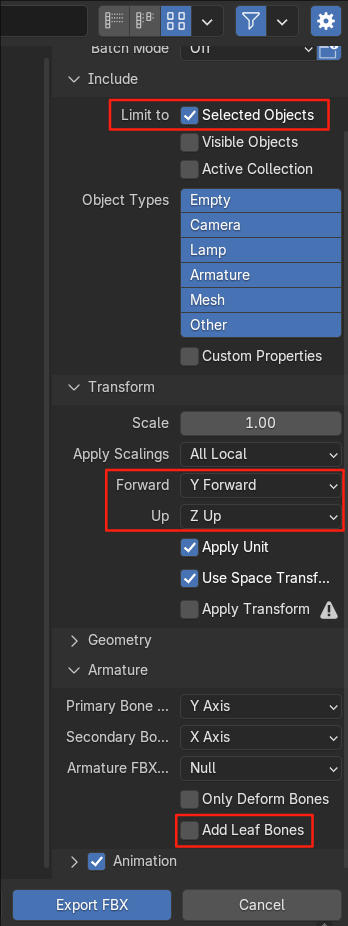 Batch Mode Off
Include
Limit to Selected Objects
Visible Objects
Active Collection
Object Types Empty
Camera
Lamp
Armature
Mesh
Other
Custom Properties
Transform
Scale 1.00
Apply Scalings All Local
Forward Y Forward
Up Z Up
Apply Unit
Use Space Transf...
Apply Transform
Geometry
Armature
Primary Bone ... Y Axis
Secondary Bo... X Axis
Armature FBX... Null
Only Deform Bones
Add Leaf Bones
Animation
Export FBX Cancel